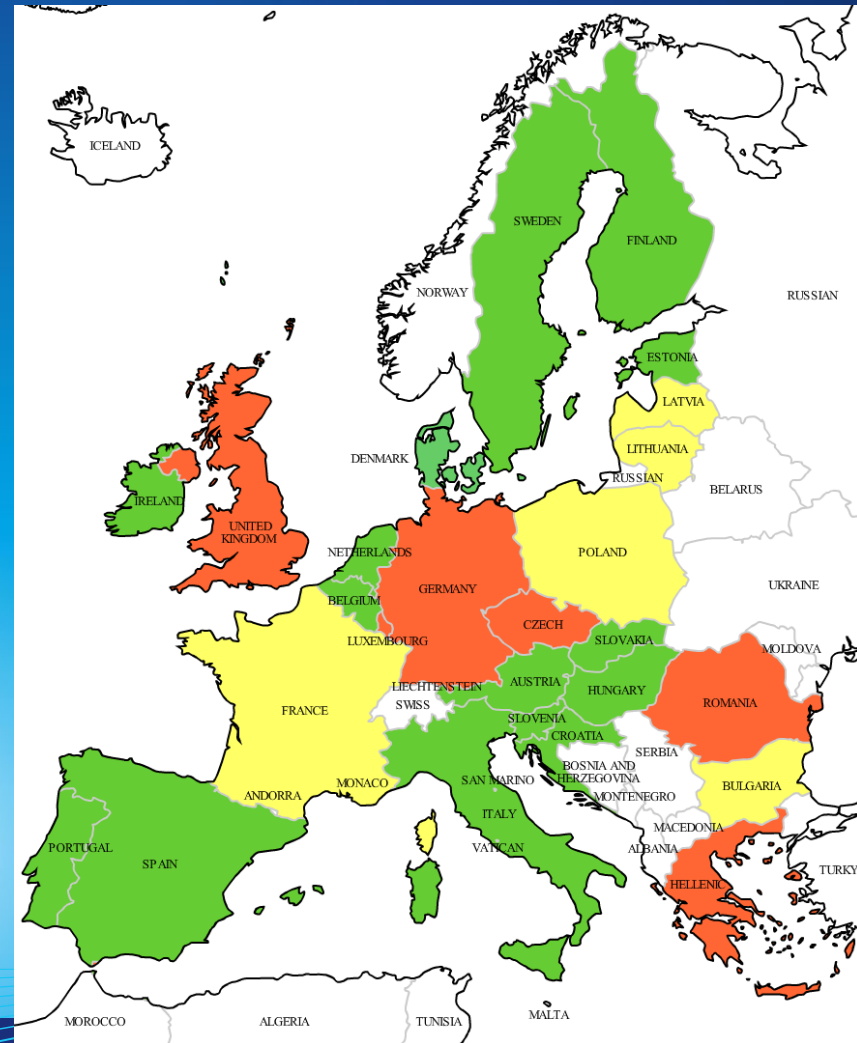 ICELAND
SWEDEN
FINLAND
NORWAY
RUSSIAN
ESTONIA
LATVIA
DENMARK
LITHUANIA
RUSSIAN
BELARUS
IRELAND
UNITED
KINGDOM
NETHERLANDS
POLAND
GERMANY
UKRAINE
BELGIUM
CZECH
LUXEMBOURG
SLOVAKIA
MOLDOVA
AUSTRIA
LIECHTENSTEIN
HUNGARY
SWISS
ROMANIA
FRANCE
SLOVENIA
CROATIA
SERBIA
BOSNIA AND
HERZEGOVINA
SAN MARINO
MONACO
BULGARIA
ANDORRA
MONTENEGRO
ITALY
MACEDONIA
PORTUGAL
VATICAN
ALBANIA
SPAIN
TURKY
HELLENIC
MALTA
MOROCCO
ALGERIA
TUNISIA